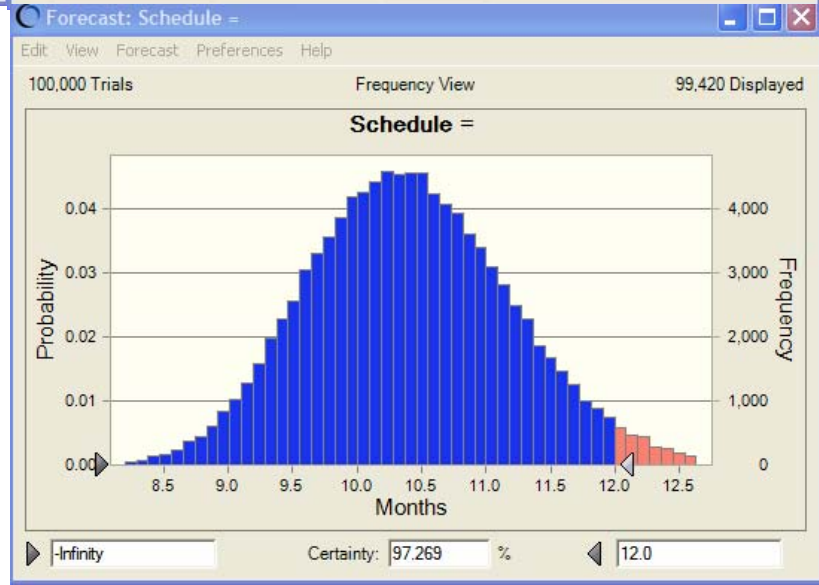 Forecast: Schedule =
Edit View Forecast Preferences Help
100,000 Trials Frequency View 99,420 Displayed
Schedule =
Probability
0.04
0.03
0.02
0.01
0.00
4,000
3,000
2,000
1,000
0
Frequency
8.5 9.0 9.5 10.0 10.5 11.0 11.5 12.0 12.5
Months
-Infinity Certainty: 97.269 % 12.0